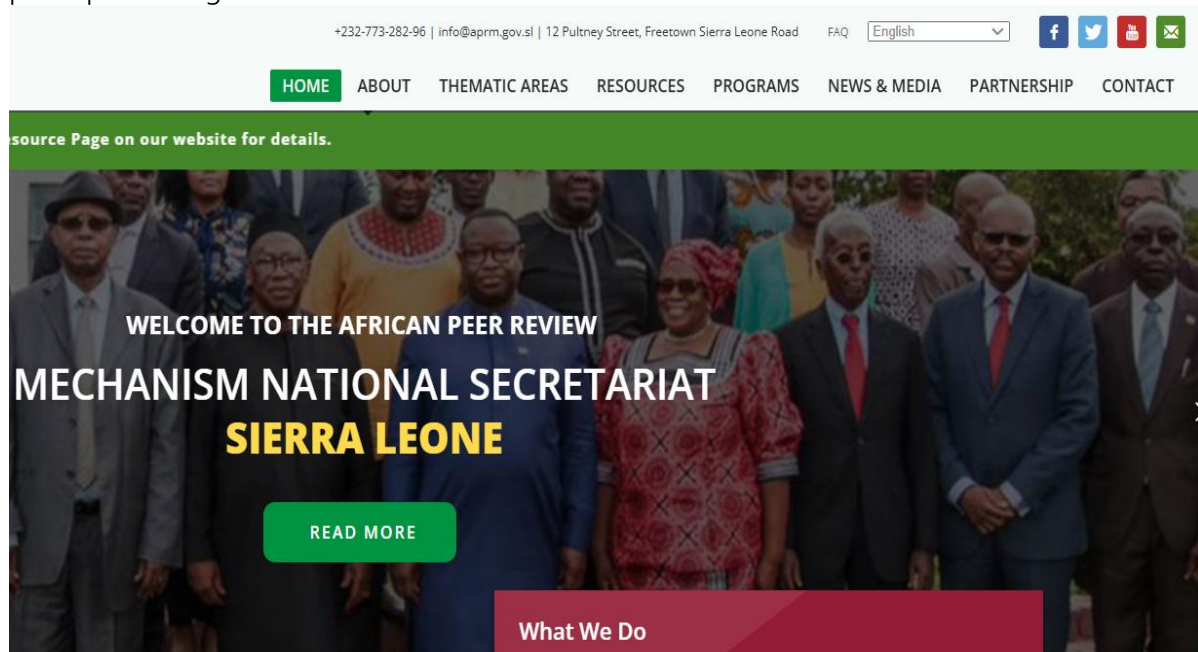 +232-773-282-96 | info@aprm.gov.sl | 12 Pultney Street, Freetown Sierra Leone Road FAQ English
HOME ABOUT THEMATIC AREAS RESOURCES PROGRAMS NEWS & MEDIA PARTNERSHIP CONTACT
esource Page on our website for details.
WELCOME TO THE AFRICAN PEER REVIEW
MECHANISM NATIONAL SECRETARIAT
SIERRA LEONE
READ MORE
What We Do